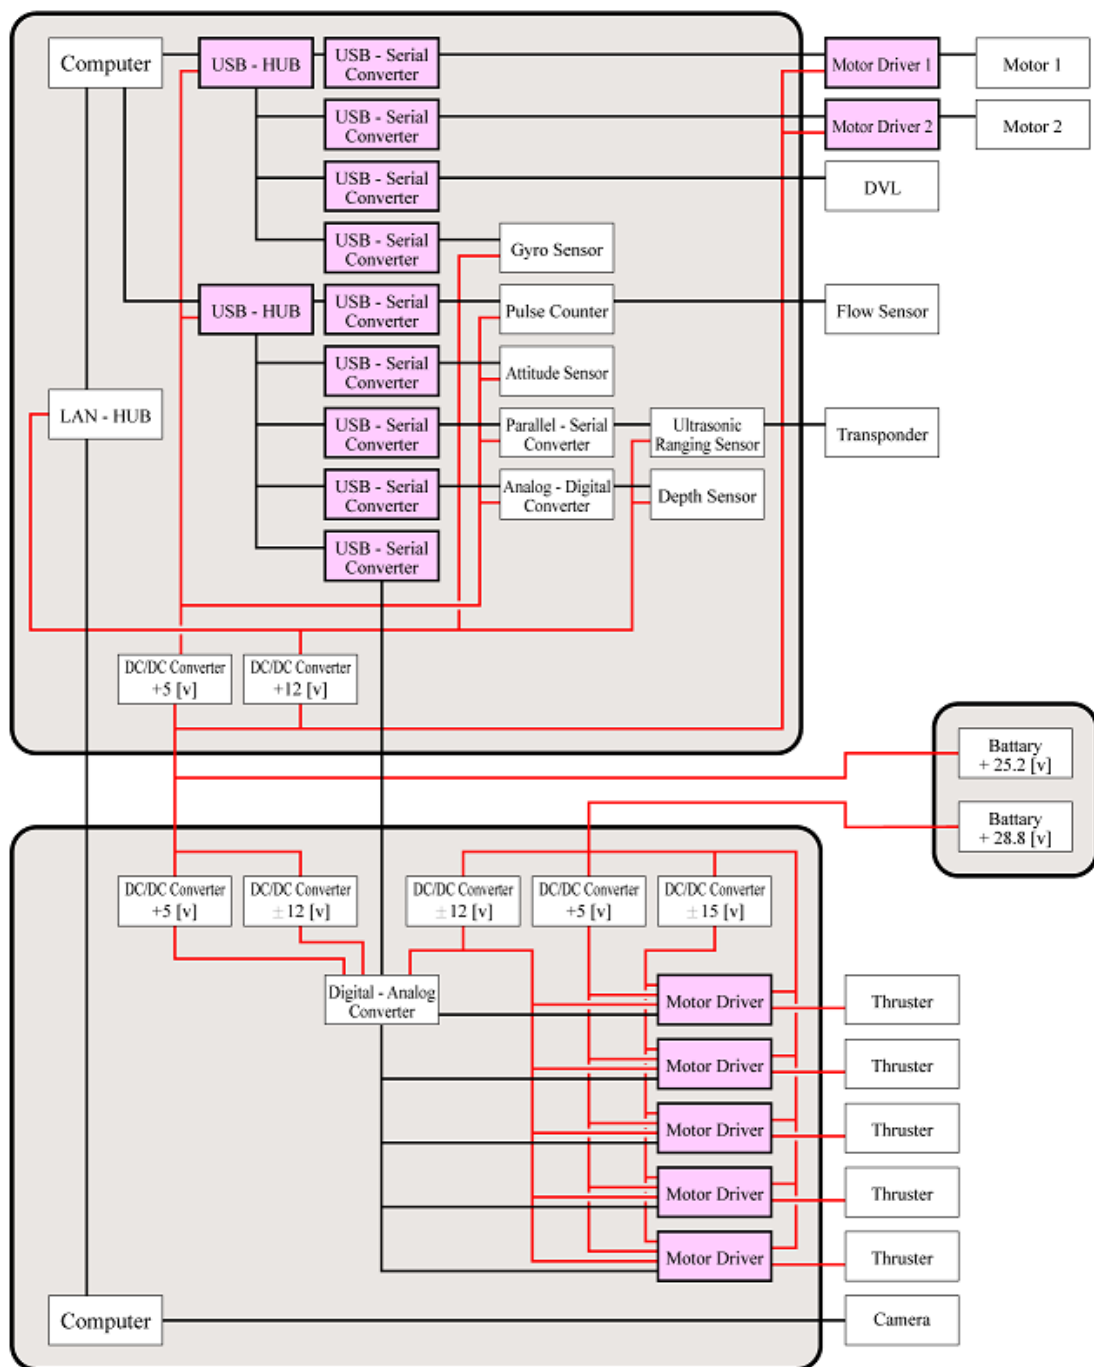 Computer
USB - HUB
USB - Serial
Converter
Motor Driver 1
Motor 1
USB - Serial
Converter
Motor Driver 2
Motor 2
USB - Serial
Converter
DVL
USB - Serial
Converter
Gyro Sensor
USB - HUB
USB - Serial
Converter
Pulse Counter
Flow Sensor
USB - Serial
Converter
Attitude Sensor
LAN - HUB
USB - Serial
Converter
Parallel - Serial
Converter
Ultrasonic
Ranging Sensor
Transponder
USB - Serial
Converter
Analog - Digital
Converter
Depth Sensor
USB - Serial
Converter
DC/DC Converter
+5 [v]
DC/DC Converter
+12 [v]
Battary
+ 25.2 [v]
Battary
+ 28.8 [v]
DC/DC Converter
+5 [v]
DC/DC Converter
±12 [v]
DC/DC Converter
±12 [v]
DC/DC Converter
+5 [v]
DC/DC Converter
±15 [v]
Digital - Analog
Converter
Motor Driver
Thruster
Motor Driver
Thruster
Motor Driver
Thruster
Motor Driver
Thruster
Motor Driver
Thruster
Computer
Camera